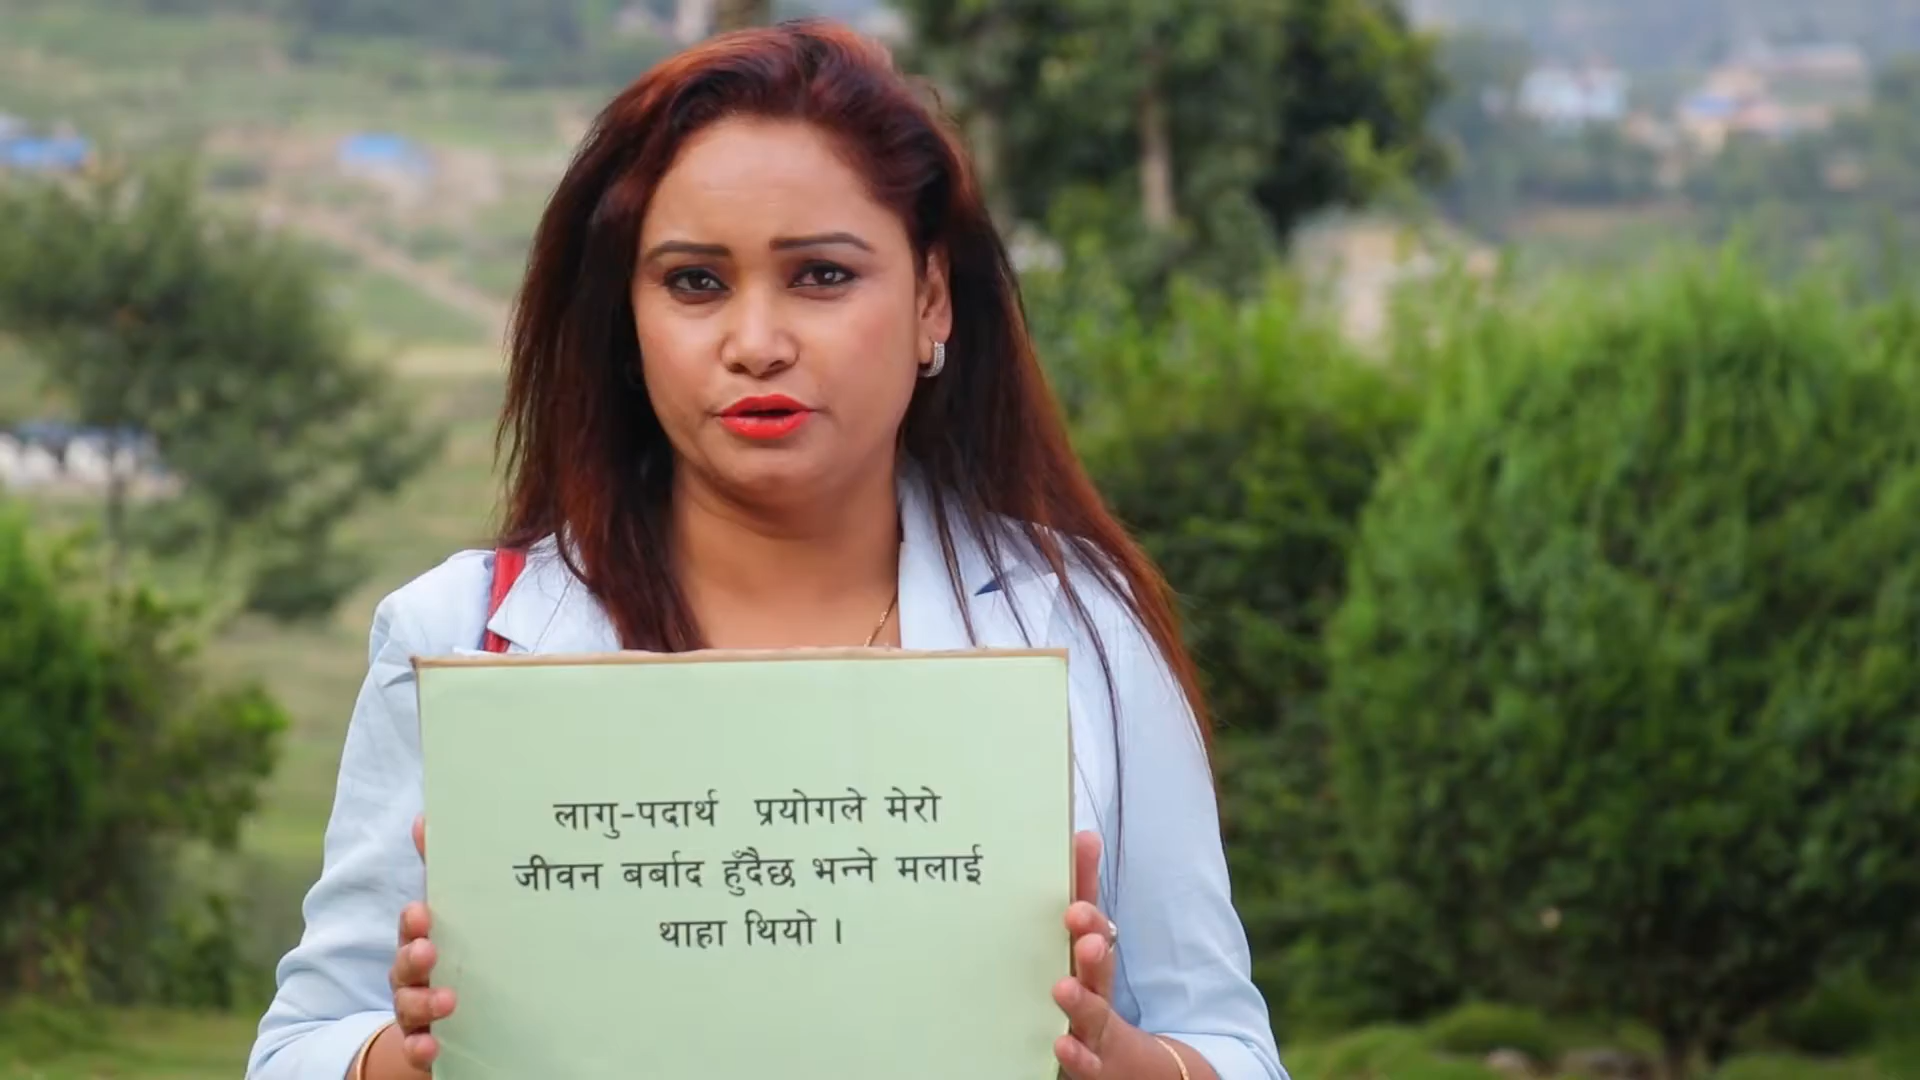 लागु-पदार्थ प्रयोगले मेरो
जीवन बर्बाद हुँदैछ भन्ने मलाई
थाहा थियो ।